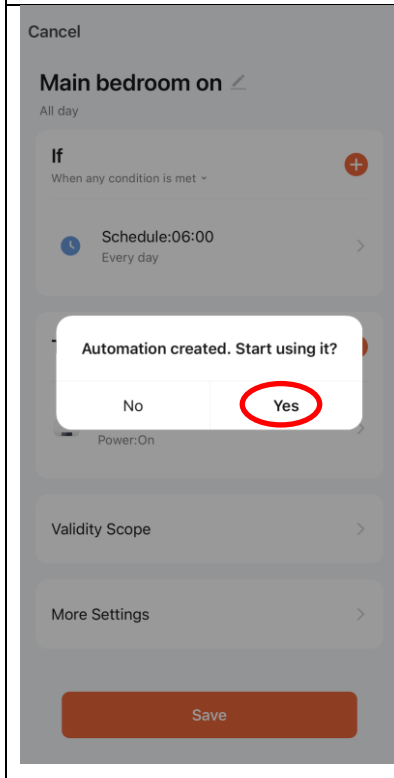 Cancel
Main bedroom on
All day
If
When any condition is met
Schedule:06:00
Every day
Automation created. Start using it?
No
Yes
Power:On
Validity Scope
More Settings
Save